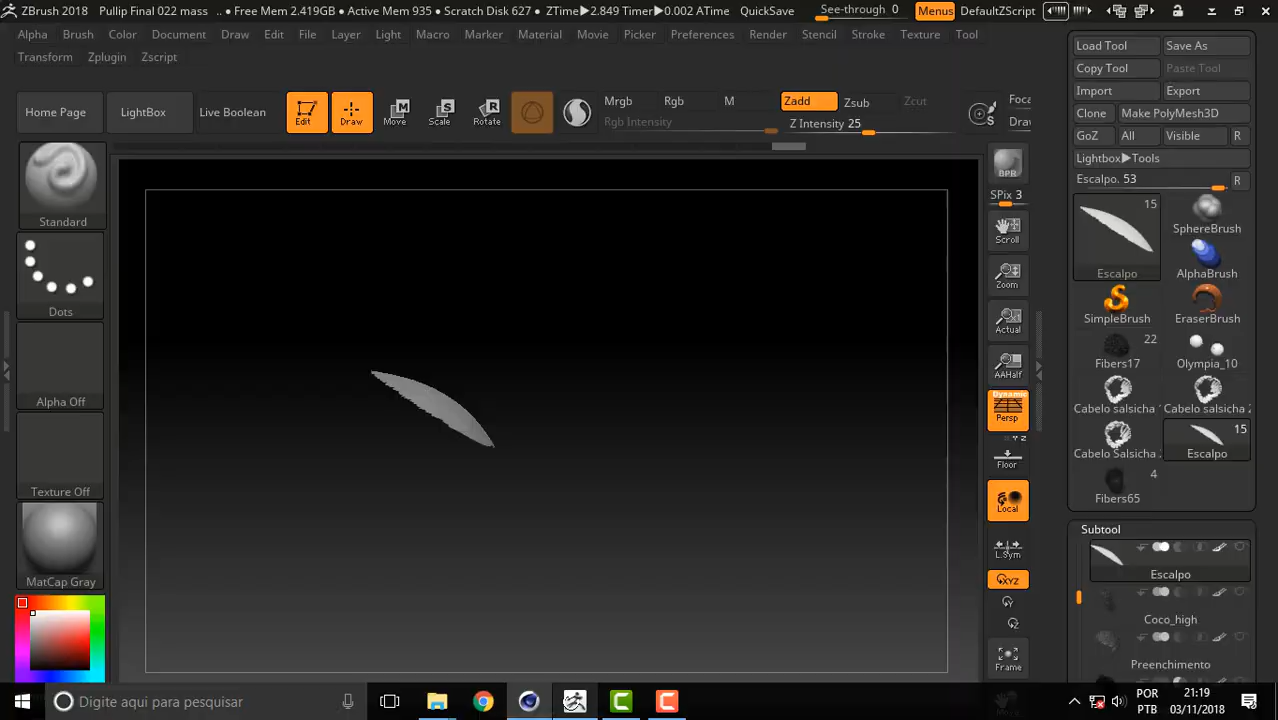 ZBrush 2018 Pullip Final 022 mass .. • Free Mem 2.419GB • Active Mem 935 • Scratch Disk 627 • ZTime▶2.849 Timer▶0.002 ATime QuickSave See-through 0 Menus DefaultZScript
Alpha Brush Color Document Draw Edit File Layer Light Macro Marker Material Movie Picker Preferences Render Stencil Stroke Texture Tool
Transform Zplugin Zscript
Home Page LightBox Live Boolean Edit Draw Move Scale Rotate
Mrgb Rgb M Zadd Zsub Zcut Foca
Rgb Intensity Z Intensity 25 Draw
Standard
Dots
Alpha Off
Texture Off
MatCap Gray
BPR
SPix 3
Scroll
Zoom
Actual
AAHalf
Dynamic
Persp
Floor
Local
L.Sym
XYZ
Y
Z
Frame
Move
Load Tool Save As
Copy Tool Paste Tool
Import Export
Clone Make PolyMesh3D
GoZ All Visible R
Lightbox▶Tools
Escalpo. 53 R
15
Escalpo SphereBrush
AlphaBrush
SimpleBrush EraserBrush
22
Fibers17 Olympia_10
Cabelo salsicha Cabelo salsicha 2
15
Cabelo Salsicha Escalpo
4
Fibers65
Subtool
Escalpo
Coco_high
Preenchimento
Digite aqui para pesquisar
POR 21:19
PTB 03/11/2018